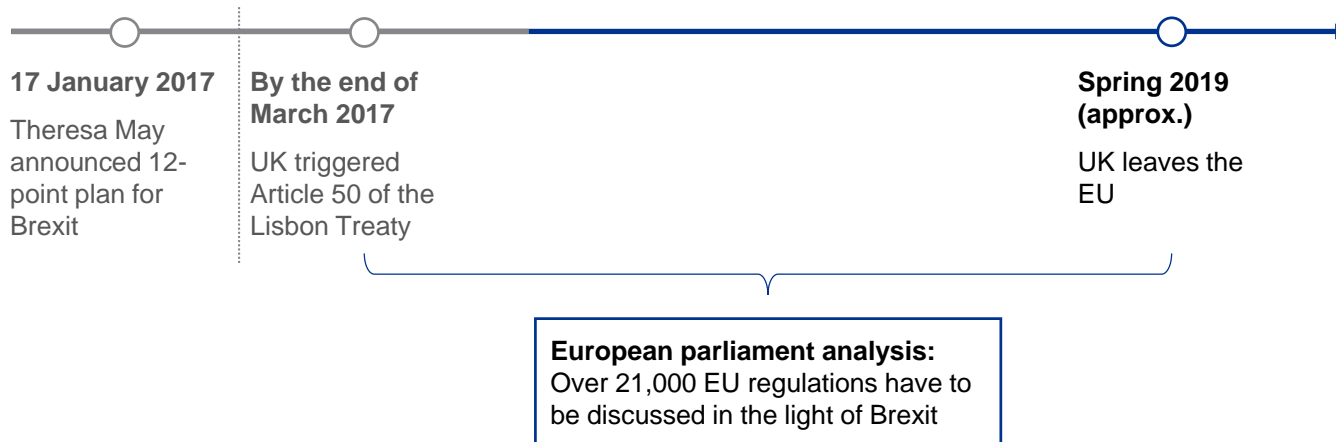 17 January 2017
Theresa May
announced 12-
point plan for
Brexit
By the end of
March 2017
UK triggered
Article 50 of the
Lisbon Treaty
Spring 2019
(approx.)
UK leaves the
EU
European parliament analysis:
Over 21,000 EU regulations have to
be discussed in the light of Brexit